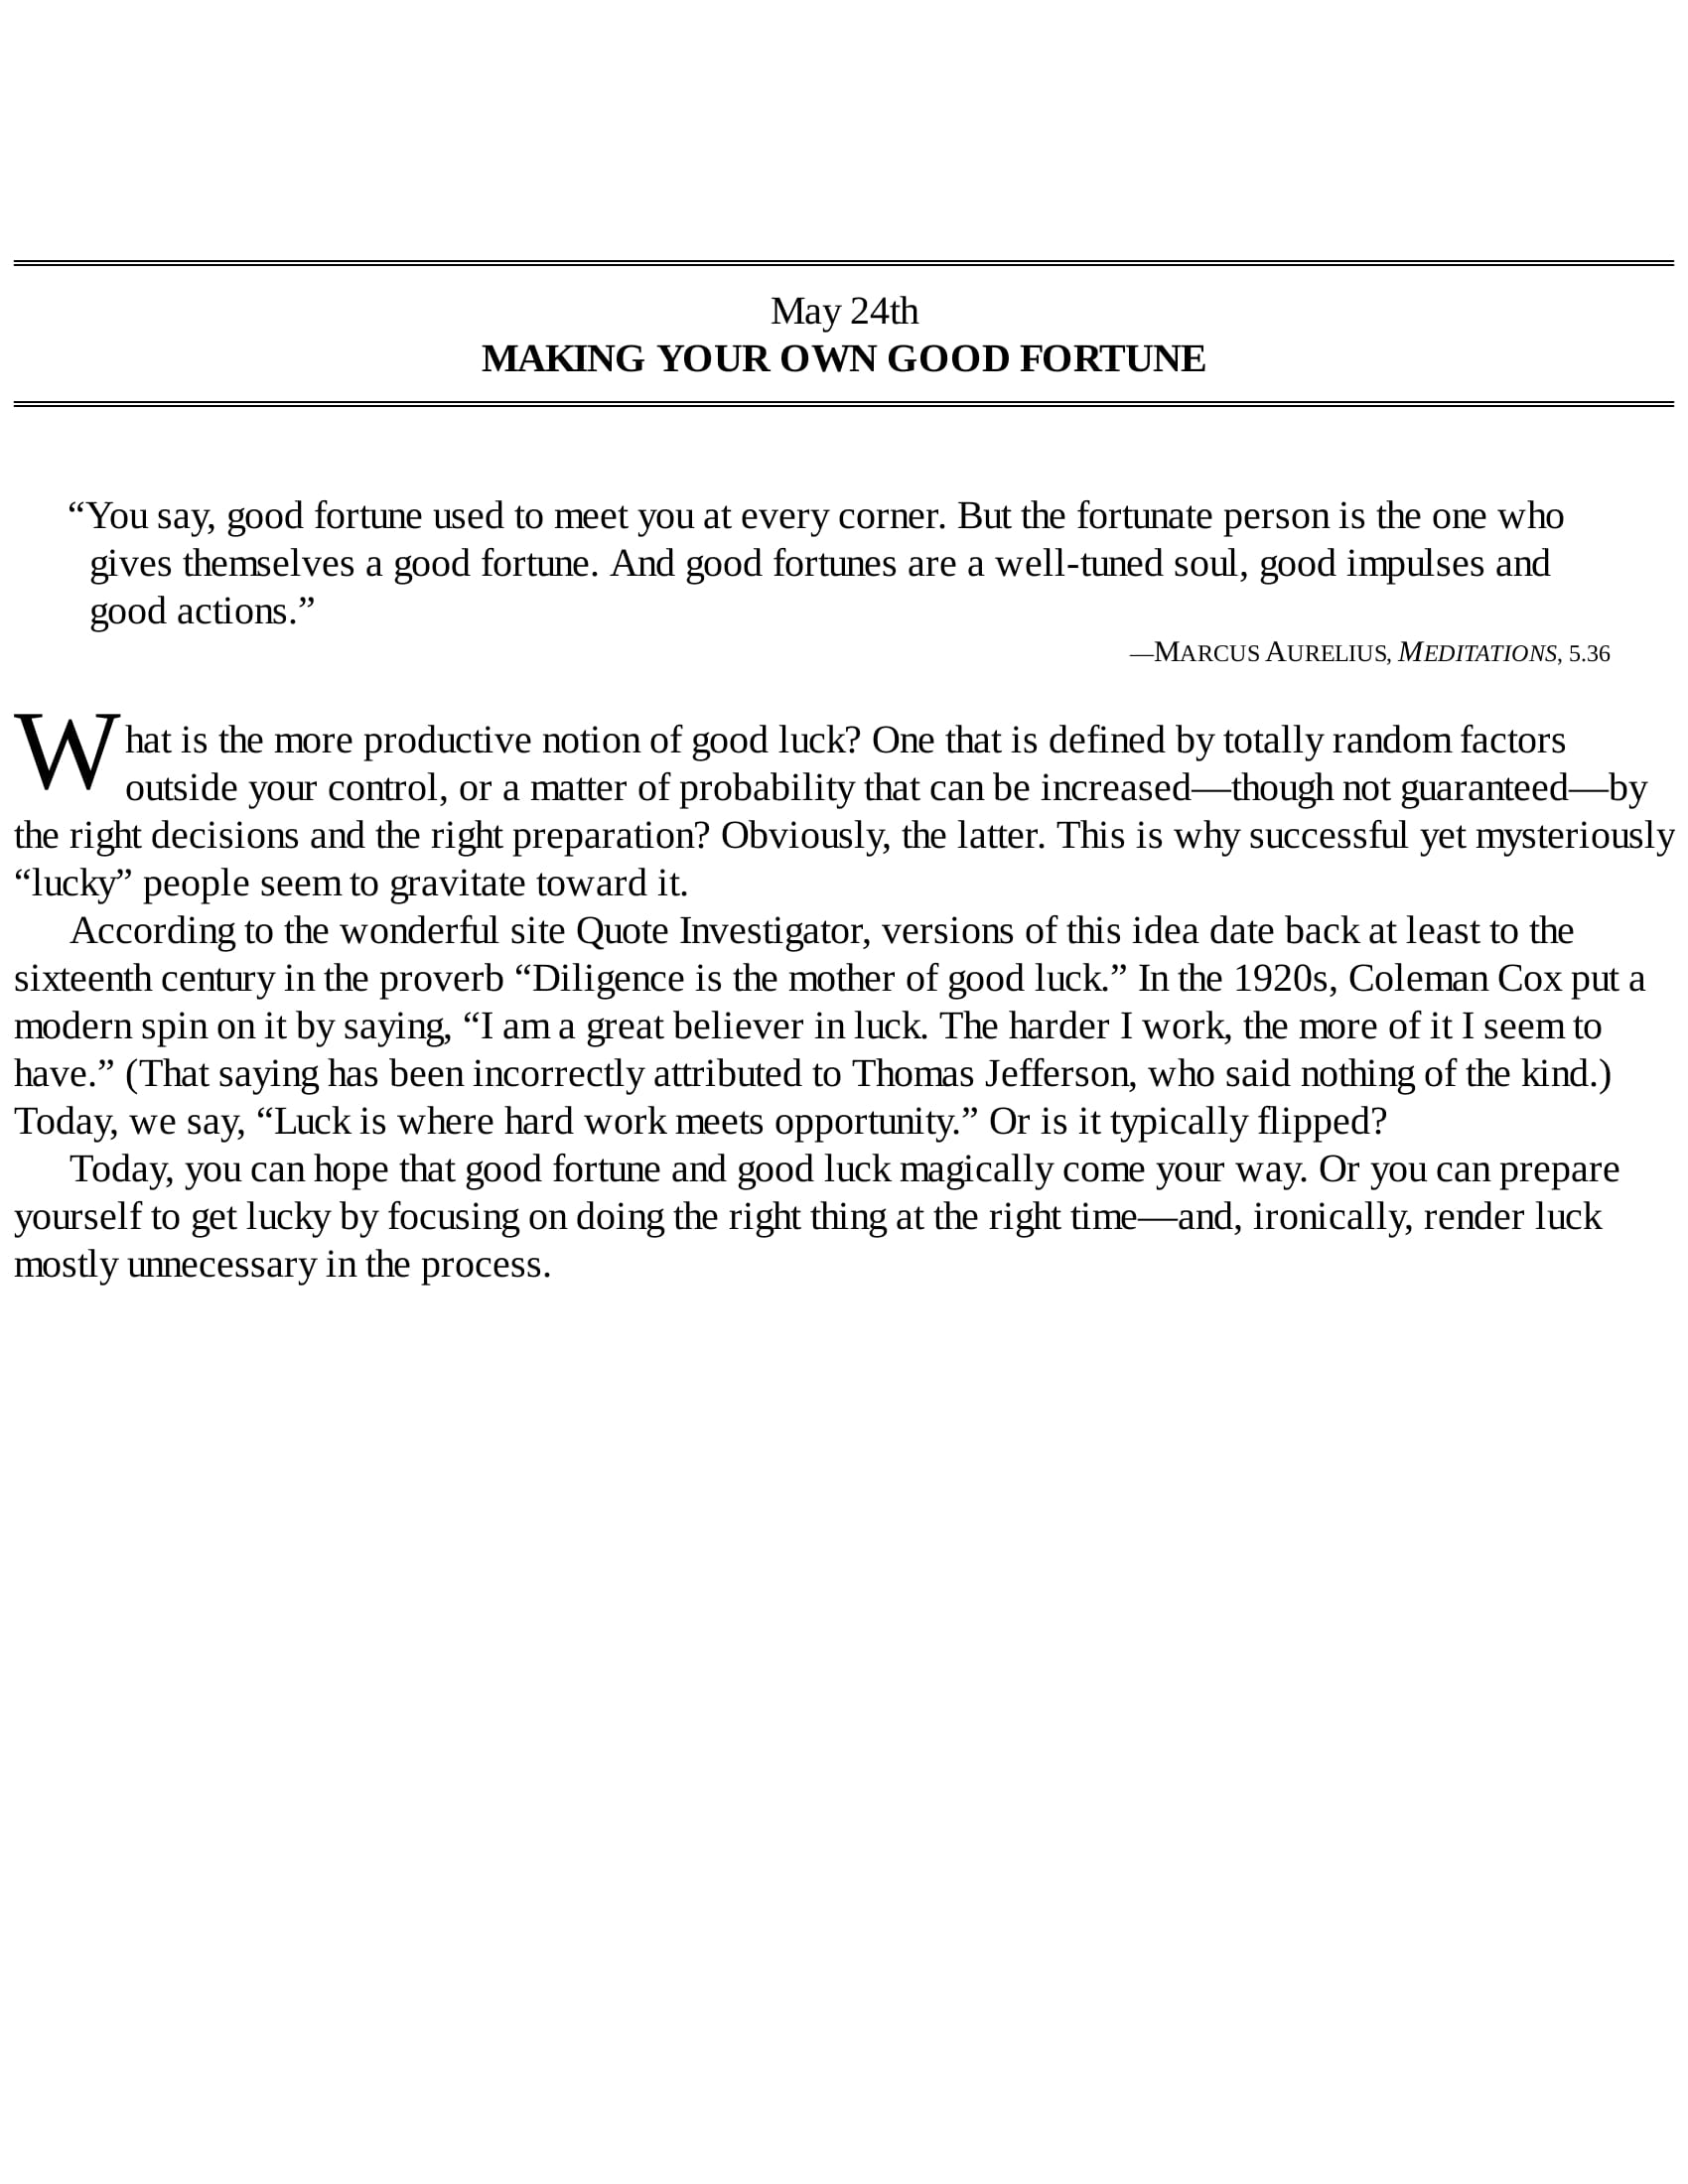 May 24th
MAKING YOUR OWN GOOD FORTUNE
“You say, good fortune used to meet you at every corner. But the fortunate person is the one who
gives themselves a good fortune. And good fortunes are a well-tuned soul, good impulses and
good actions.”
—MARCUS AURELIUS, MEDITATIONS, 5.36
What is the more productive notion of good luck? One that is defined by totally random factors
outside your control, or a matter of probability that can be increased—though not guaranteed—by
the right decisions and the right preparation? Obviously, the latter. This is why successful yet mysteriously
“lucky” people seem to gravitate toward it.
According to the wonderful site Quote Investigator, versions of this idea date back at least to the
sixteenth century in the proverb “Diligence is the mother of good luck.” In the 1920s, Coleman Cox put a
modern spin on it by saying, “I am a great believer in luck. The harder I work, the more of it I seem to
have.” (That saying has been incorrectly attributed to Thomas Jefferson, who said nothing of the kind.)
Today, we say, “Luck is where hard work meets opportunity.” Or is it typically flipped?
Today, you can hope that good fortune and good luck magically come your way. Or you can prepare
yourself to get lucky by focusing on doing the right thing at the right time—and, ironically, render luck
mostly unnecessary in the process.